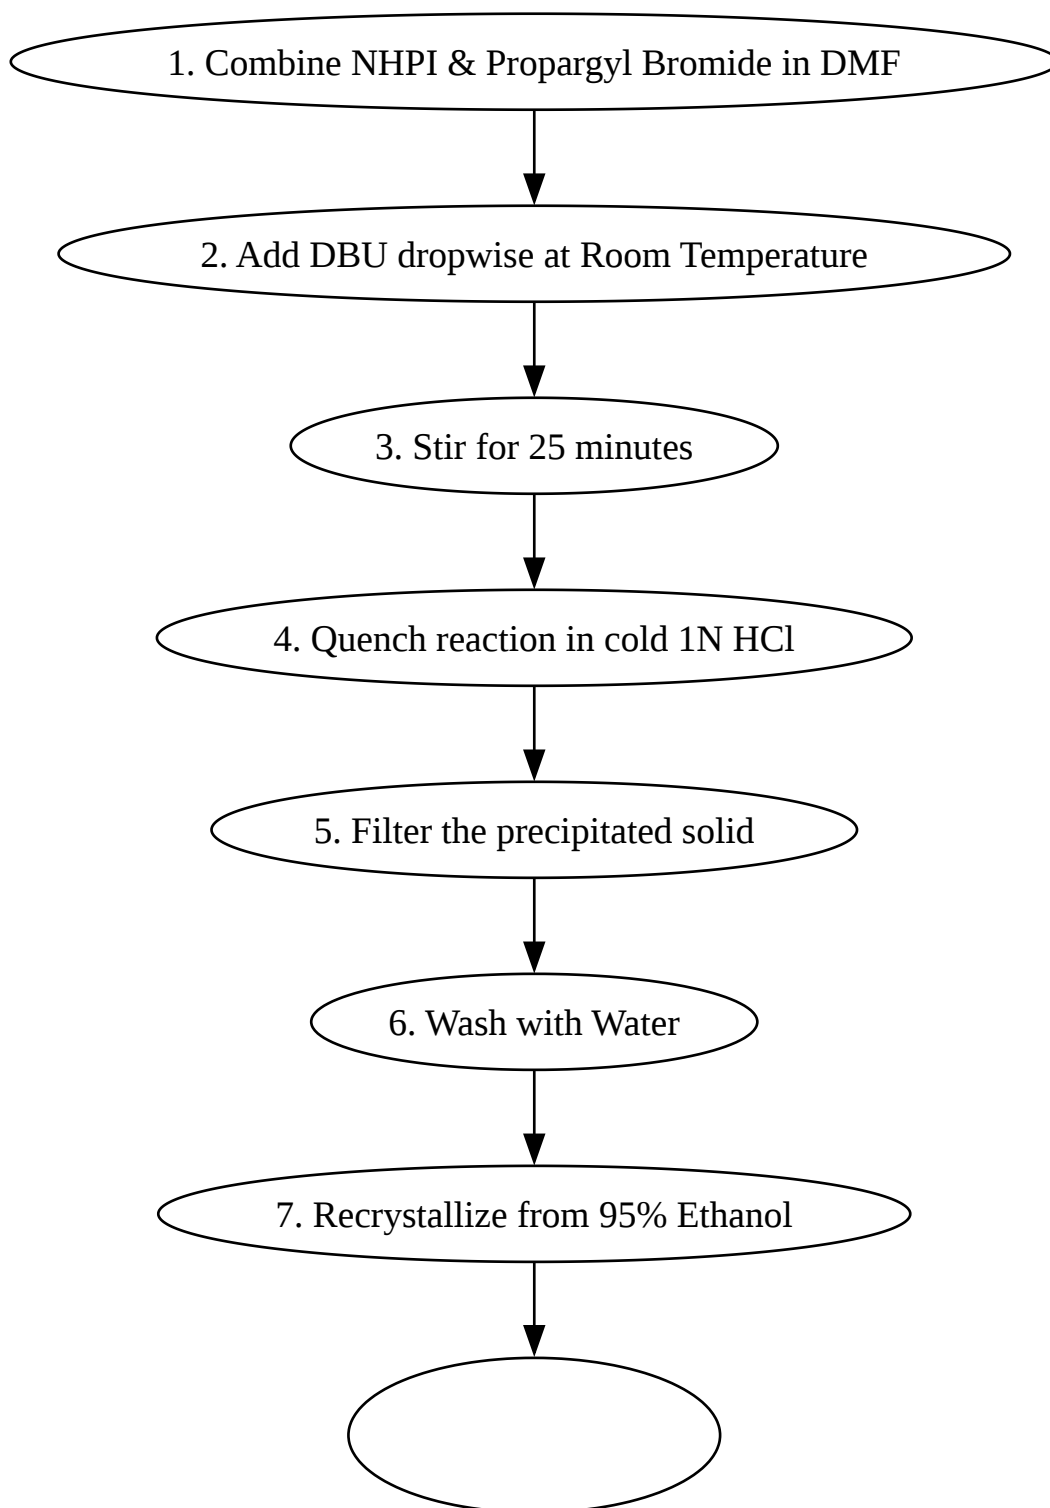 1. Combine NHPI & Propargyl Bromide in DMF
2. Add DBU dropwise at Room Temperature
3. Stir for 25 minutes
4. Quench reaction in cold 1N HCl
5. Filter the precipitated solid
6. Wash with Water
7. Recrystallize from 95% Ethanol